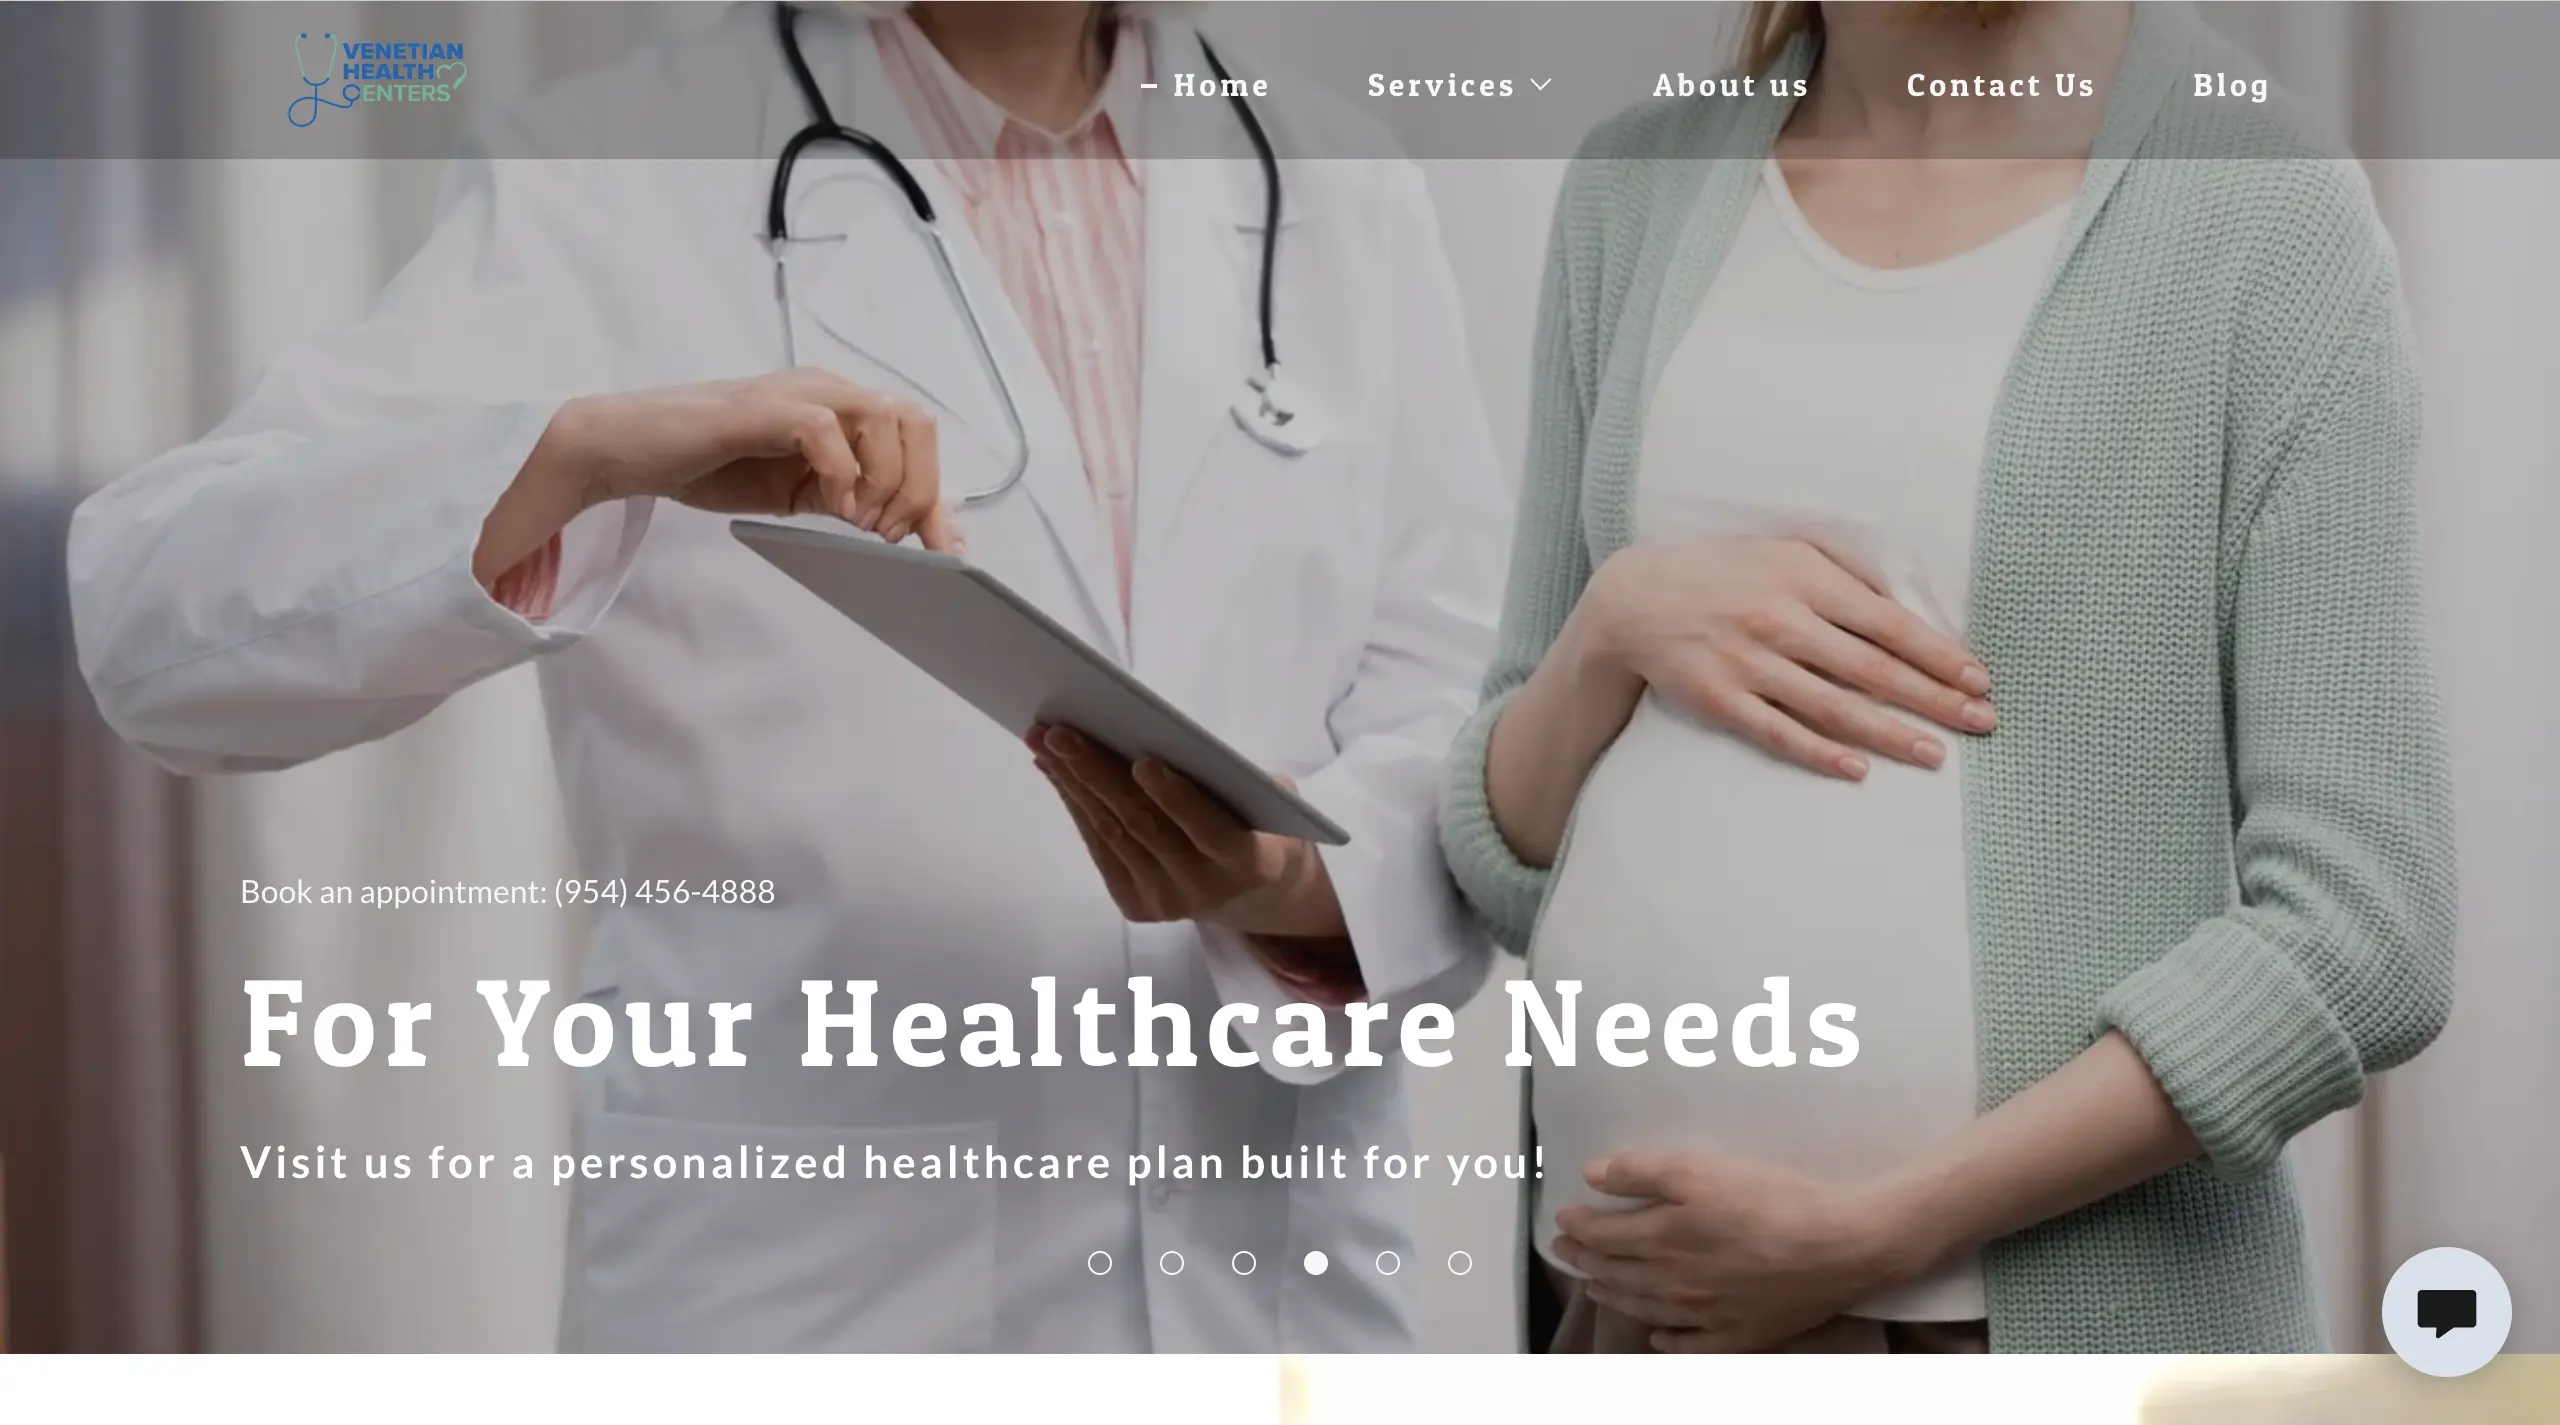 VENETIAN
HEALTH
CENTERS
Home
Services
About us
Contact Us
Blog
Book an appointment: (954) 456-4888
For Your Healthcare Needs
Visit us for a personalized healthcare plan built for you!